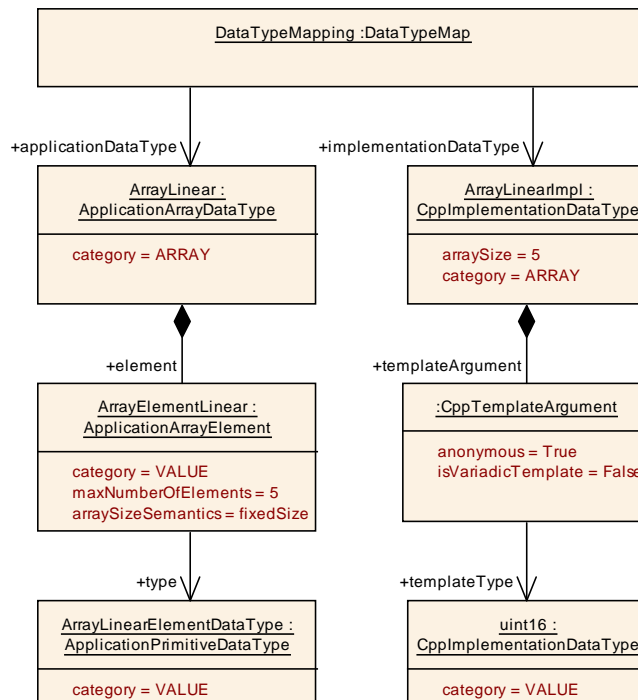 DataTypeMapping :DataTypeMap
+applicationDataType
+implementationDataType
ArrayLinear :
ApplicationArrayDataType
category = ARRAY
ArrayLinearImpl :
CppImplementationDataType
arraySize = 5
category = ARRAY
+element
+templateArgument
ArrayElementLinear :
ApplicationArrayElement
category = VALUE
maxNumberOfElements = 5
arraySizeSemantics = fixedSize
:CppTemplateArgument
anonymous = True
isVariadicTemplate = False
+type
+templateType
ArrayLinearElementDataType :
ApplicationPrimitiveDataType
category = VALUE
uint16 :
CppImplementationDataType
category = VALUE